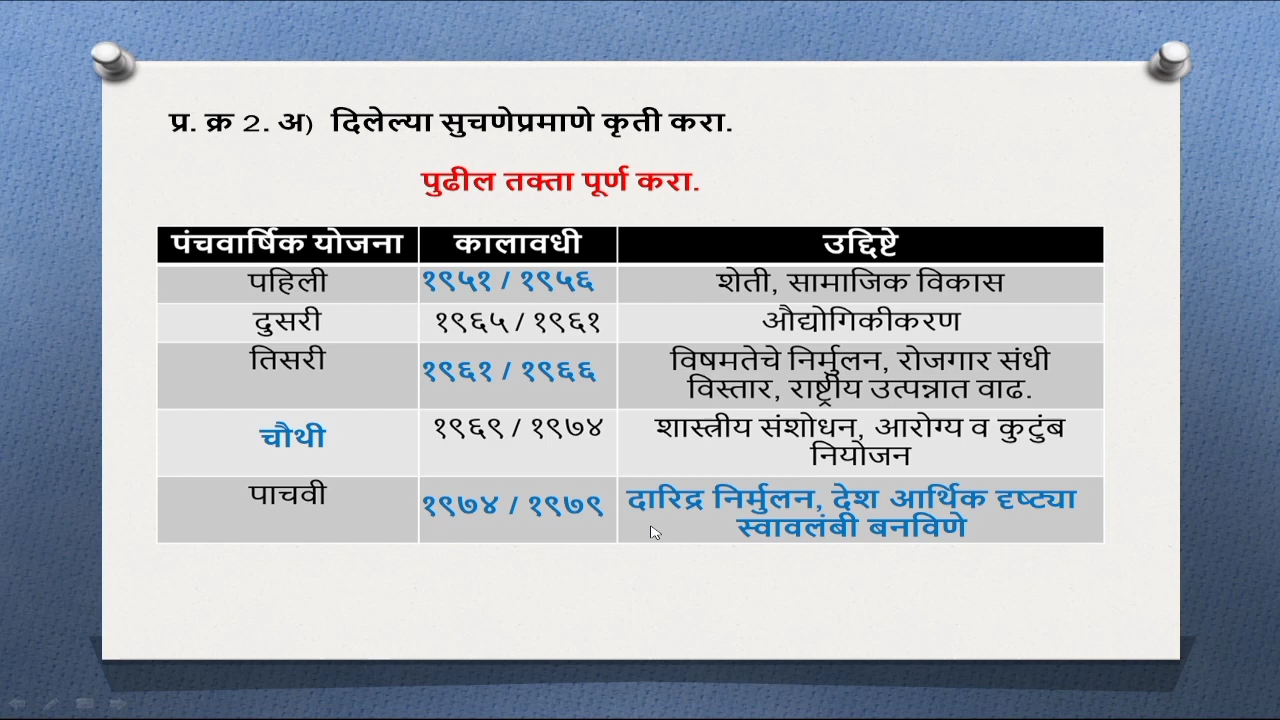 प्र. क्र 2. अ) दिलेल्या सुचणेप्रमाणे कृती करा.
पुढील तक्ता पूर्ण करा.
पंचवार्षिक योजना कालावधी उद्दिष्टे
पहिली १९५१ / १९५६ शेती, सामाजिक विकास
दुसरी १९६५ / १९६१ औद्योगिकीकरण
तिसरी १९६१ / १९६६ विषमतेचे निर्मुलन, रोजगार संधी
विस्तार, राष्ट्रीय उत्पन्नात वाढ.
चौथी १९६९ / १९७४ शास्त्रीय संशोधन, आरोग्य व कुटुंब
नियोजन
पाचवी १९७४ / १९७९ दारिद्र निर्मुलन, देश आर्थिक दृष्ट्या
स्वावलंबी बनविणे